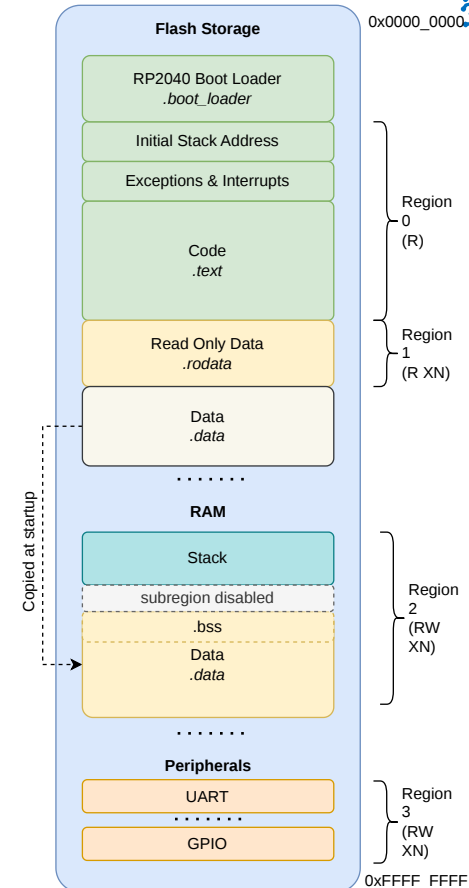 Flash Storage
0x0000_0000
RP2040 Boot Loader
.boot_loader
Initial Stack Address
Exceptions & Interrupts
Code
.text
Region
0
(R)
Read Only Data
.rodata
Region
1
(R XN)
Data
.data
Copied at startup
RAM
Stack
subregion disabled
.bss
Data
.data
Region
2
(RW
XN)
Peripherals
UART
GPIO
Region
3
(RW
XN)
0xFFFF_FFFF